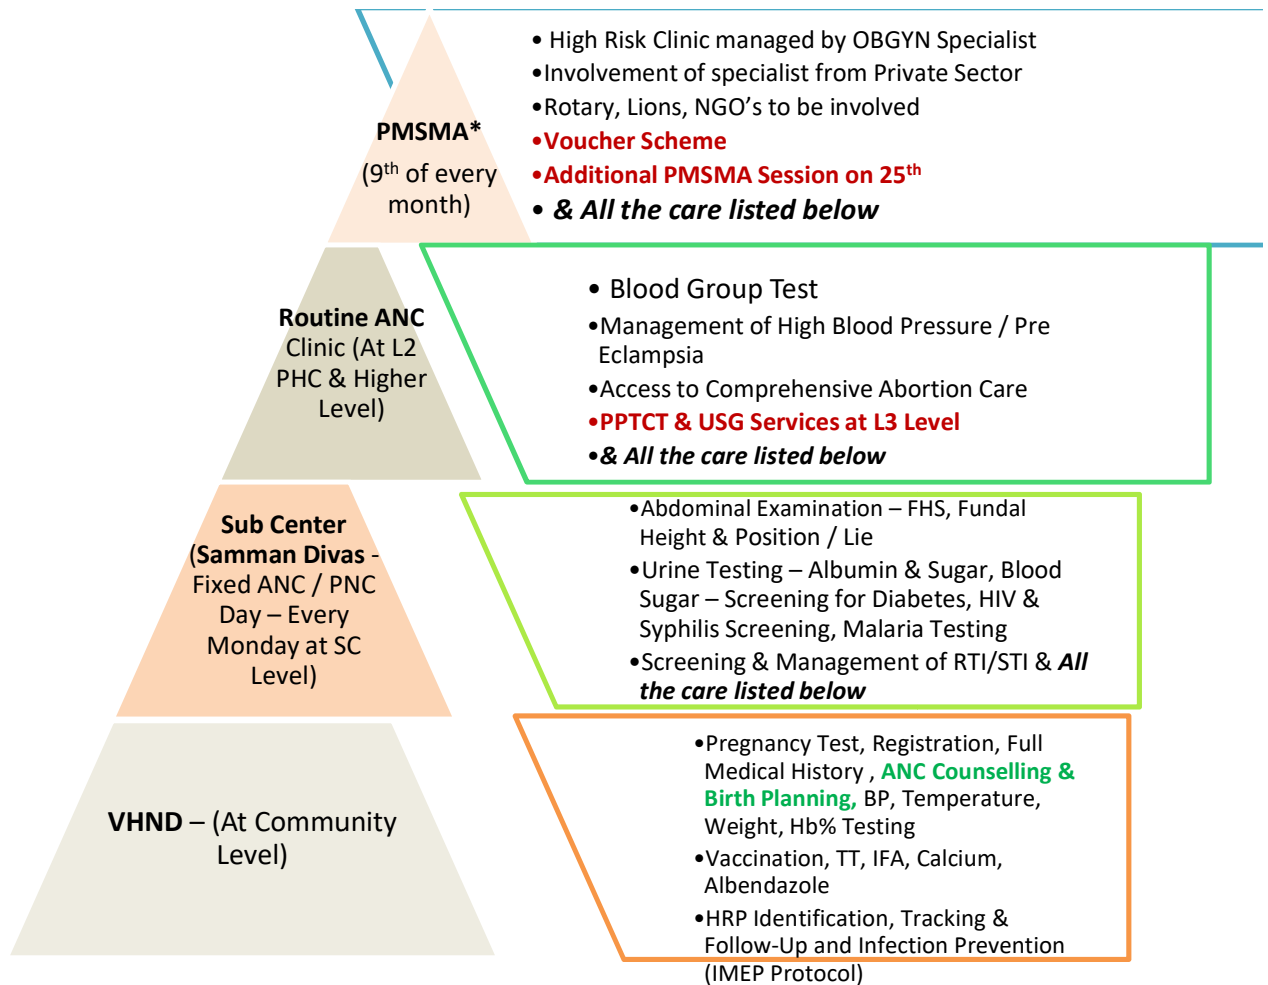 PMSMA*
(9th of every
month)
• High Risk Clinic managed by OBGYN Specialist
•Involvement of specialist from Private Sector
•Rotary, Lions, NGO's to be involved
•Voucher Scheme
•Additional PMSMA Session on 25th
• & All the care listed below
Routine ANC
Clinic (At L2
PHC & Higher
Level)
• Blood Group Test
•Management of High Blood Pressure / Pre
Eclampsia
•Access to Comprehensive Abortion Care
•PPTCT & USG Services at L3 Level
•& All the care listed below
Sub Center
(Samman Divas -
Fixed ANC / PNC
Day – Every
Monday at SC
Level)
•Abdominal Examination – FHS, Fundal
Height & Position / Lie
•Urine Testing – Albumin & Sugar, Blood
Sugar – Screening for Diabetes, HIV &
Syphilis Screening, Malaria Testing
•Screening & Management of RTI/STI & All
the care listed below
VHND – (At Community
Level)
•Pregnancy Test, Registration, Full
Medical History , ANC Counselling &
Birth Planning, BP, Temperature,
Weight, Hb% Testing
•Vaccination, TT, IFA, Calcium,
Albendazole
•HRP Identification, Tracking &
Follow-Up and Infection Prevention
(IMEP Protocol)